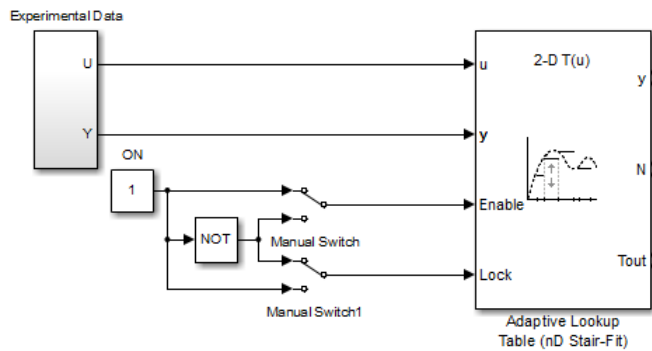 Experimental Data
U
Y
ON
1
NOT
Manual Switch
Manual Switch1
2-D T(u)
u
y
Enable
Lock
y
N
Tout
Adaptive Lookup
Table (nD Stair-Fit)